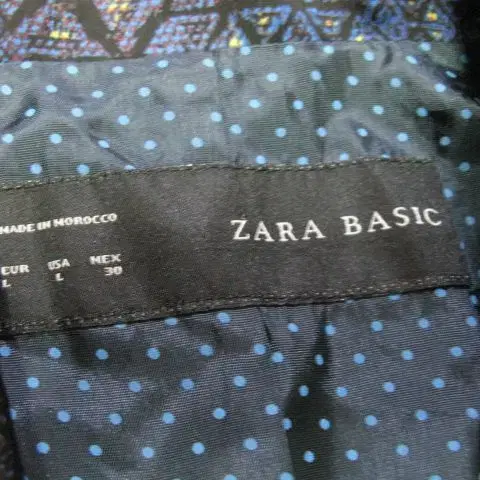 MADE IN MOROCCO
ZARA BASIC
EUR USA MEX
L L 30